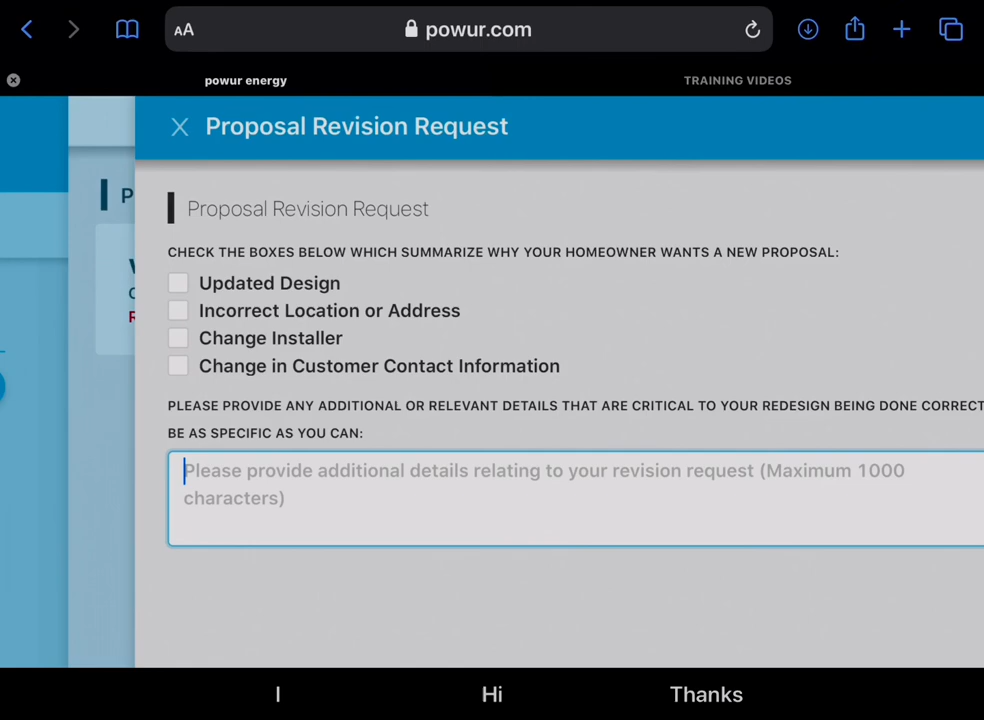 AA
powur.com
powur energy
TRAINING VIDEOS
Proposal Revision Request
P
Proposal Revision Request
CHECK THE BOXES BELOW WHICH SUMMARIZE WHY YOUR HOMEOWNER WANTS A NEW PROPOSAL:
Updated Design
Incorrect Location or Address
Change Installer
Change in Customer Contact Information
PLEASE PROVIDE ANY ADDITIONAL OR RELEVANT DETAILS THAT ARE CRITICAL TO YOUR REDESIGN BEING DONE CORRECT
BE AS SPECIFIC AS YOU CAN:
Please provide additional details relating to your revision request (Maximum 1000
characters)
I Hi Thanks